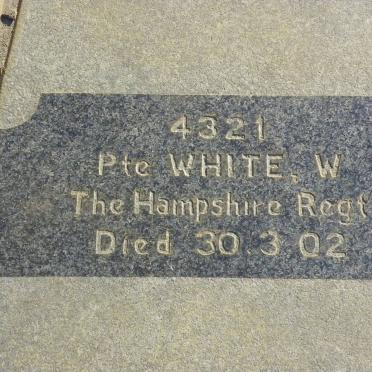 4321
Pte WHITE, W
The Hampshire Regt
Died 30.3.02